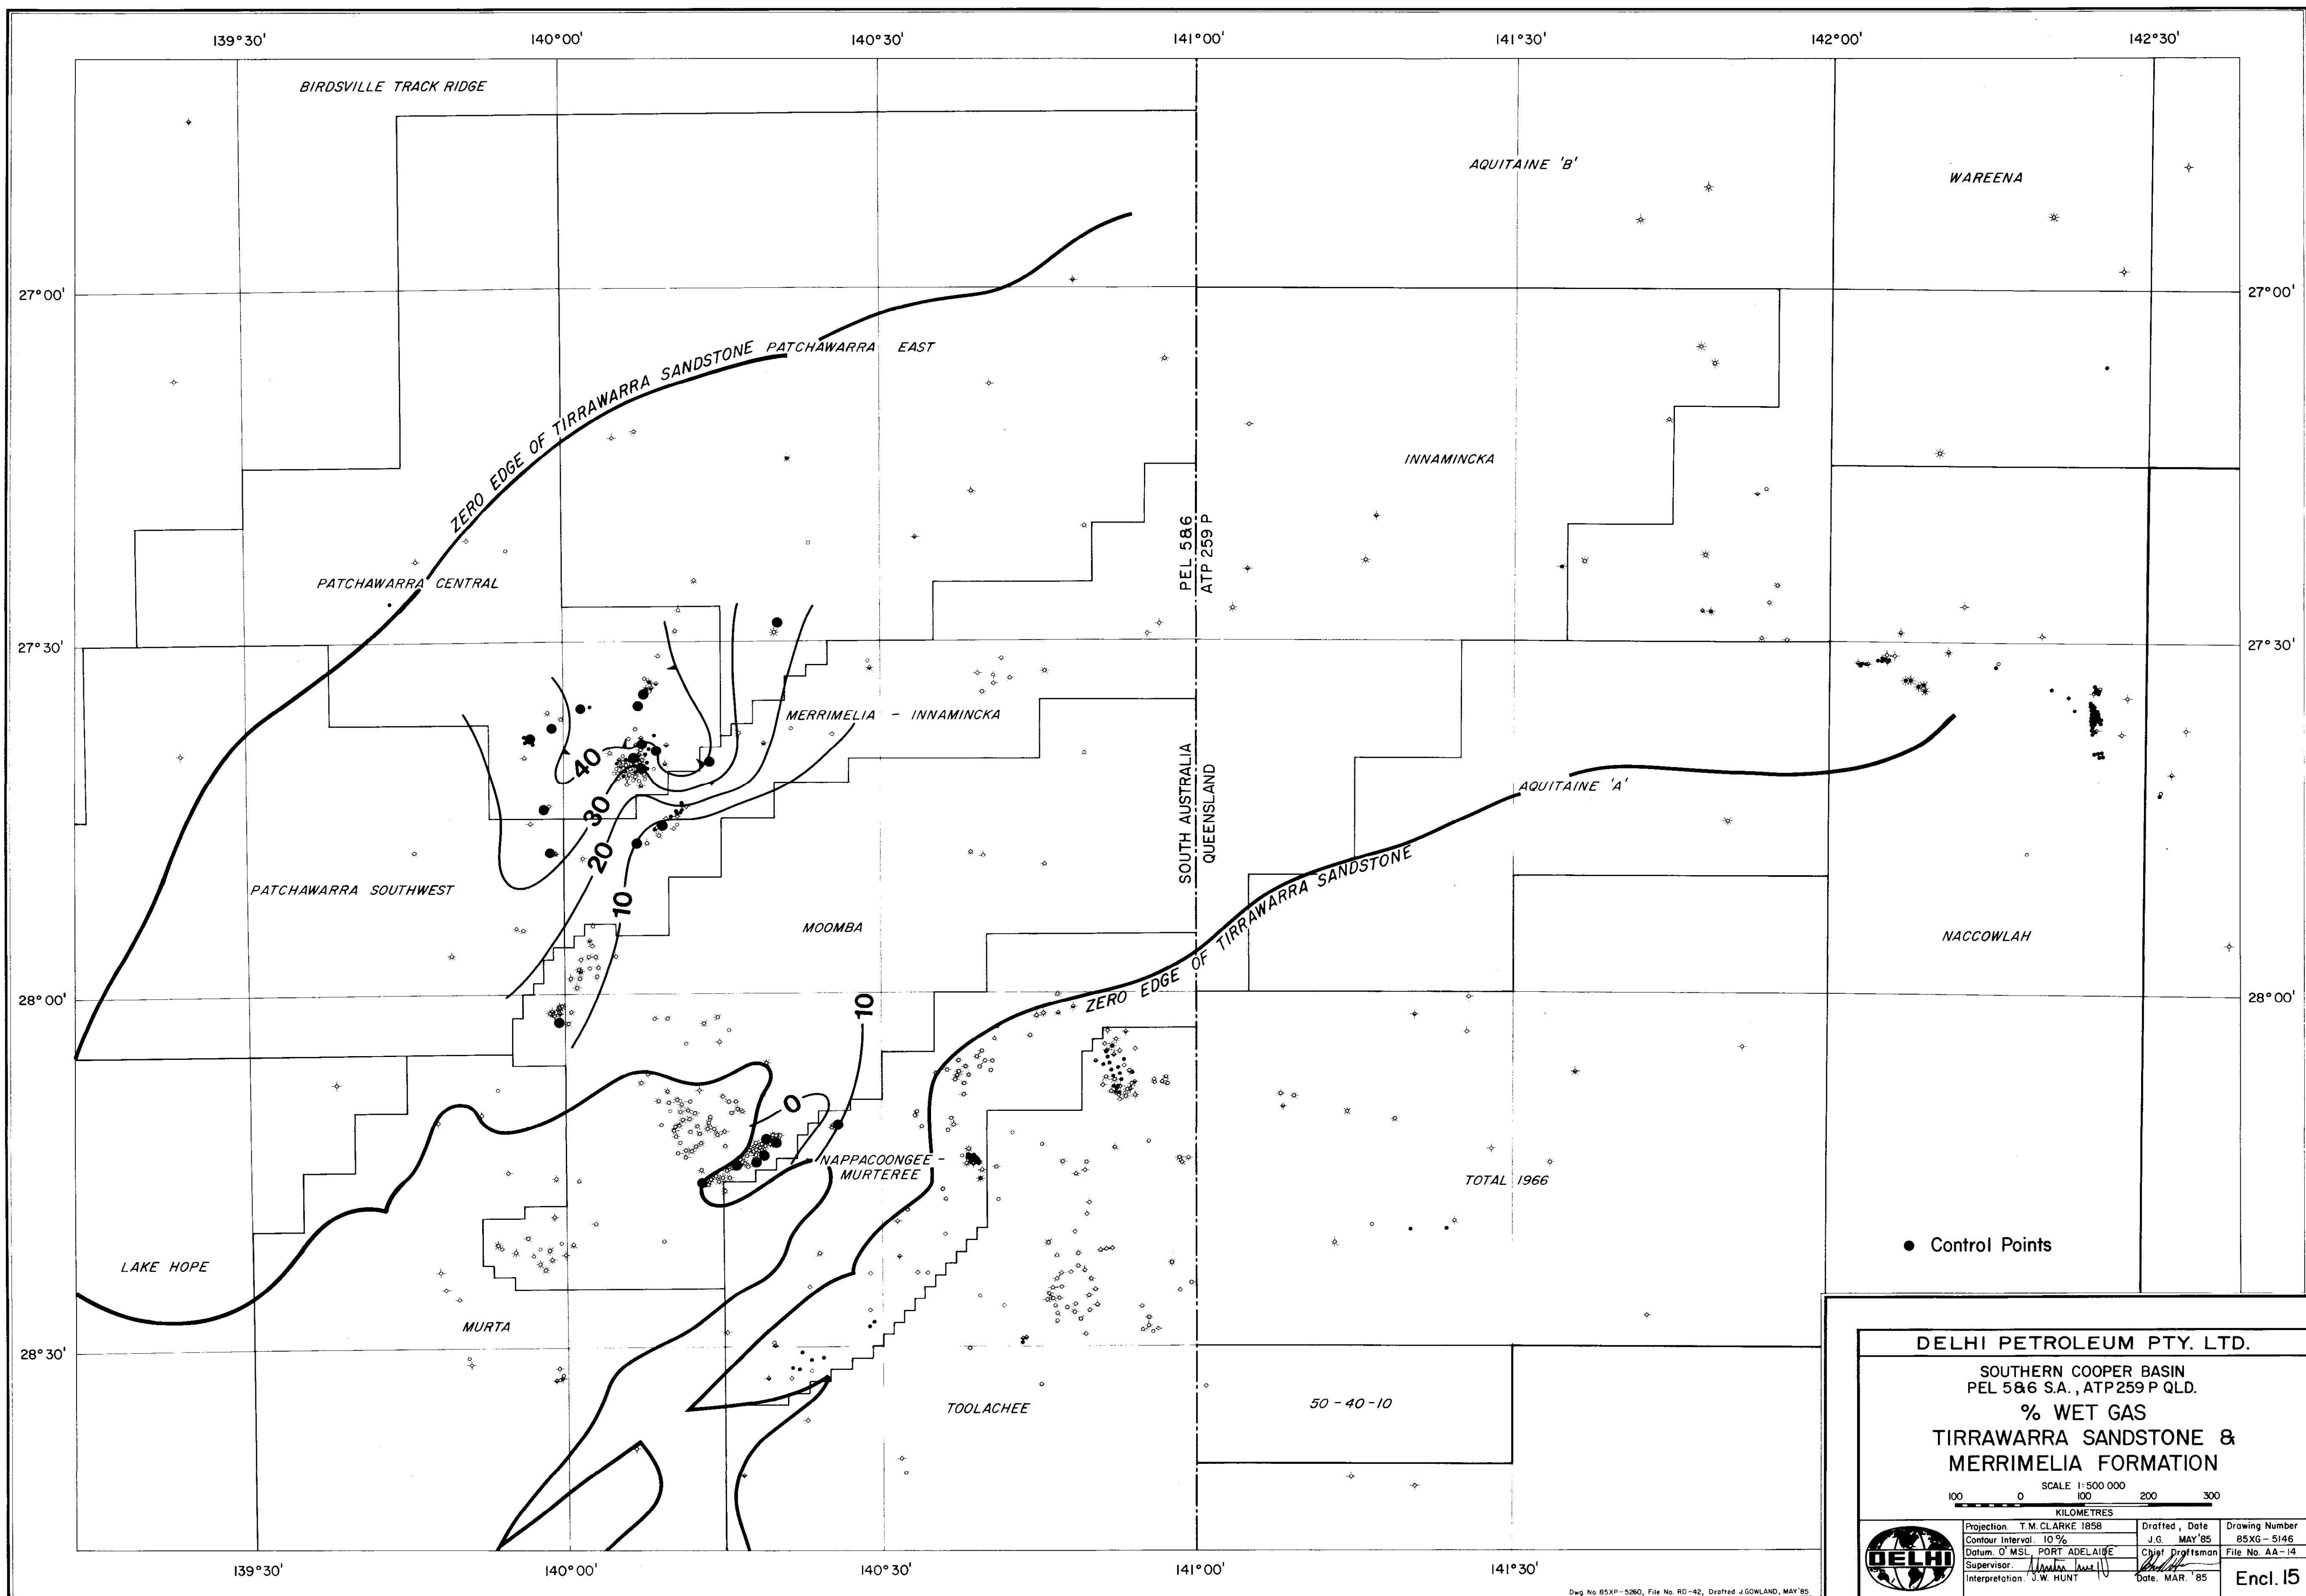 139°30' 140°00' 140°30' 141°00' 141°30' 142°00' 142°30'
BIRDSVILLE TRACK RIDGE
AQUITAINE 'B'
WAREENA
27°00' 27°00'
ZERO EDGE OF TIRRAWARRA SANDSTONE
PATCHAWARRA EAST
INNAMINCKA
PEL 5&6
ATP 259 P
PATCHAWARRA CENTRAL
27°30' 27°30'
MERRIMELIA - INNAMINCKA
40
30
20
10
SOUTH AUSTRALIA
QUEENSLAND
AQUITAINE 'A'
PATCHAWARRA SOUTHWEST
MOOMBA
ZERO EDGE OF TIRRAWARRA SANDSTONE
NACCOWLAH
28°00' 28°00'
10
0
NAPPACOONGEE -
MURTEREE
TOTAL 1966
LAKE HOPE
Control Points
MURTA
28°30'
TOOLACHEE
50-40-10
139°30' 140°00' 140°30' 141°00' 141°30'
DELHI PETROLEUM PTY. LTD.
SOUTHERN COOPER BASIN
PEL 5&6 S.A., ATP 259 P QLD.
% WET GAS
TIRRAWARRA SANDSTONE &
MERRIMELIA FORMATION
SCALE 1:500 000
100 0 100 200 300
KILOMETRES
DELHI
Projection. T.M. CLARKE 1858
Contour Interval. 10%
Datum. 0' MSL PORT ADELAIDE
Supervisor.
Interpretation. J.W. HUNT
Drafted, Date
J.G. MAY '85
Chief Draftsman
Date. MAR. '85
Drawing Number
85XG-5146
File No. AA-14
Encl. 15
Dwg No. 85XP-5260, File No. RD-42, Drafted J.GOWLAND, MAY '85